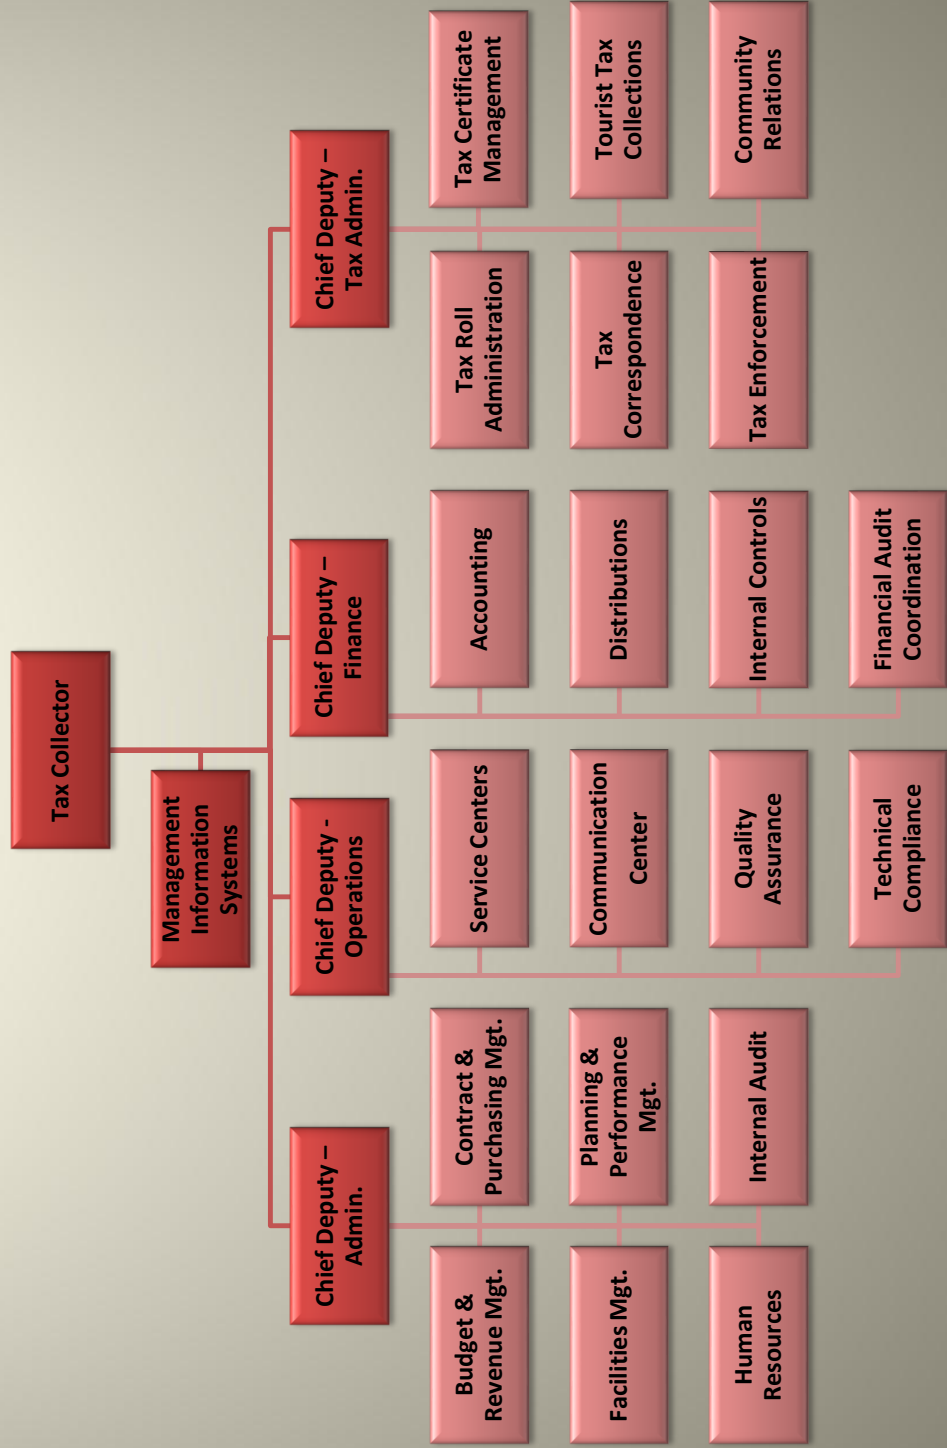 Tax Collector
Management
Information
Systems
Chief Deputy –
Admin.
Chief Deputy -
Operations
Chief Deputy –
Finance
Chief Deputy –
Tax Admin.
Budget &
Revenue Mgt.
Contract &
Purchasing Mgt.
Facilities Mgt.
Planning &
Performance
Mgt.
Human
Resources
Internal Audit
Service Centers
Communication
Center
Quality
Assurance
Technical
Compliance
Accounting
Distributions
Internal Controls
Financial Audit
Coordination
Tax Roll
Administration
Tax Certificate
Management
Tax
Correspondence
Tourist Tax
Collections
Tax Enforcement
Community
Relations